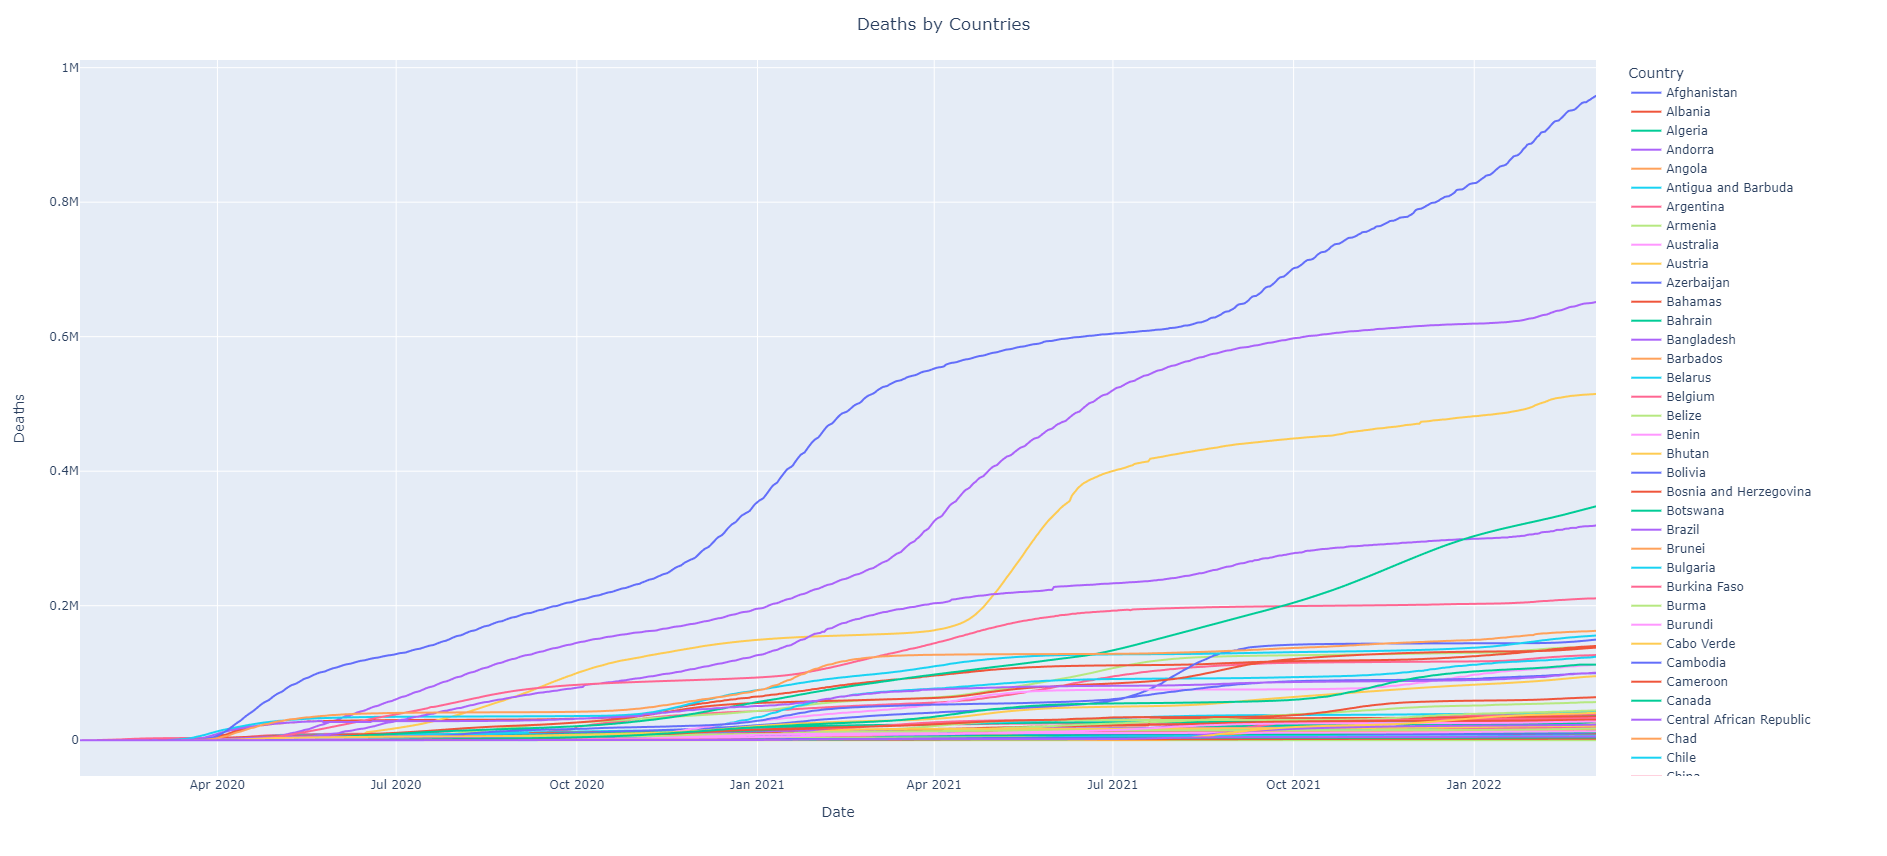 Deaths by Countries
1M
0.8M
0.6M
0.4M
0.2M
0
Deaths
Apr 2020
Jul 2020
Oct 2020
Jan 2021
Apr 2021
Jul 2021
Oct 2021
Jan 2022
Date
Country
Afghanistan
Albania
Algeria
Andorra
Angola
Antigua and Barbuda
Argentina
Armenia
Australia
Austria
Azerbaijan
Bahamas
Bahrain
Bangladesh
Barbados
Belarus
Belgium
Belize
Benin
Bhutan
Bolivia
Bosnia and Herzegovina
Botswana
Brazil
Brunei
Bulgaria
Burkina Faso
Burma
Burundi
Cabo Verde
Cambodia
Cameroon
Canada
Central African Republic
Chad
Chile